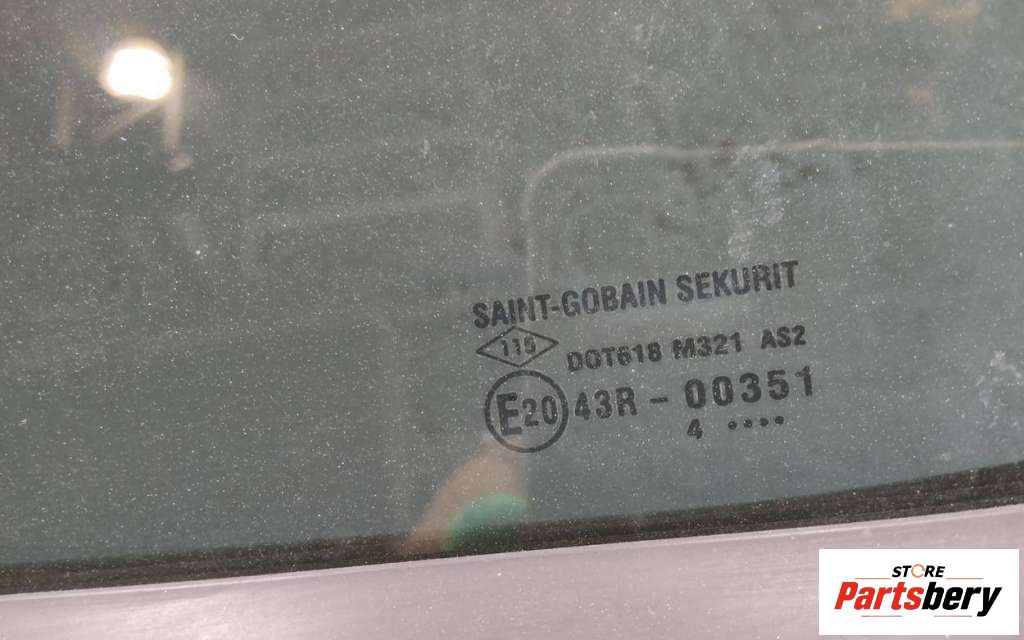 SAINT-GOBAIN SEKURIT
115
DOT618 M321 AS2
E20 43R - 00351
4 ••••
STORE
Partsbery